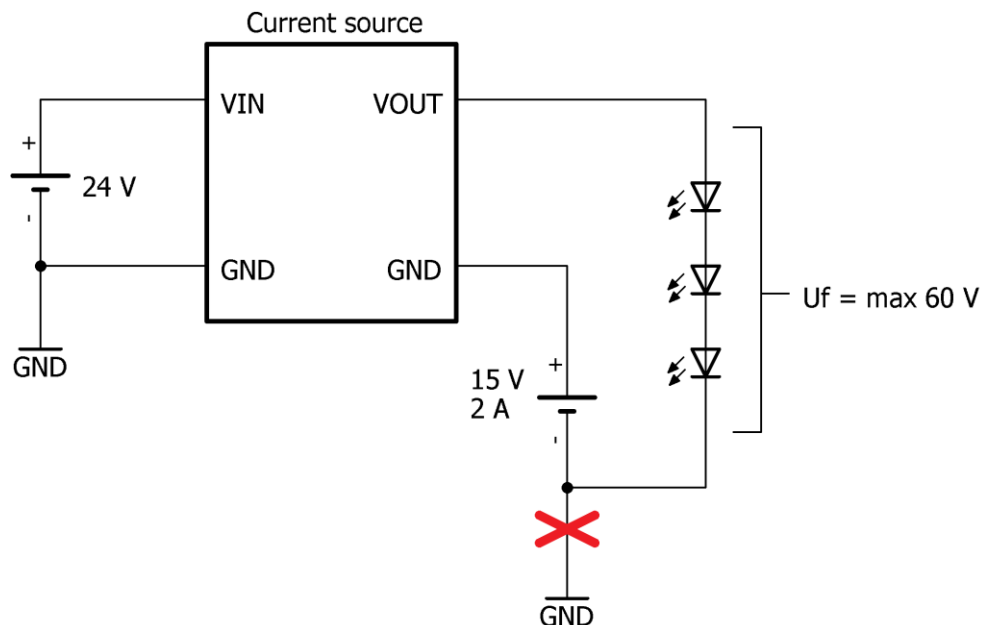 Current source
VIN
VOUT
+
24 V
-
GND
GND
Uf = max 60 V
GND
+
15 V
2 A
-
GND